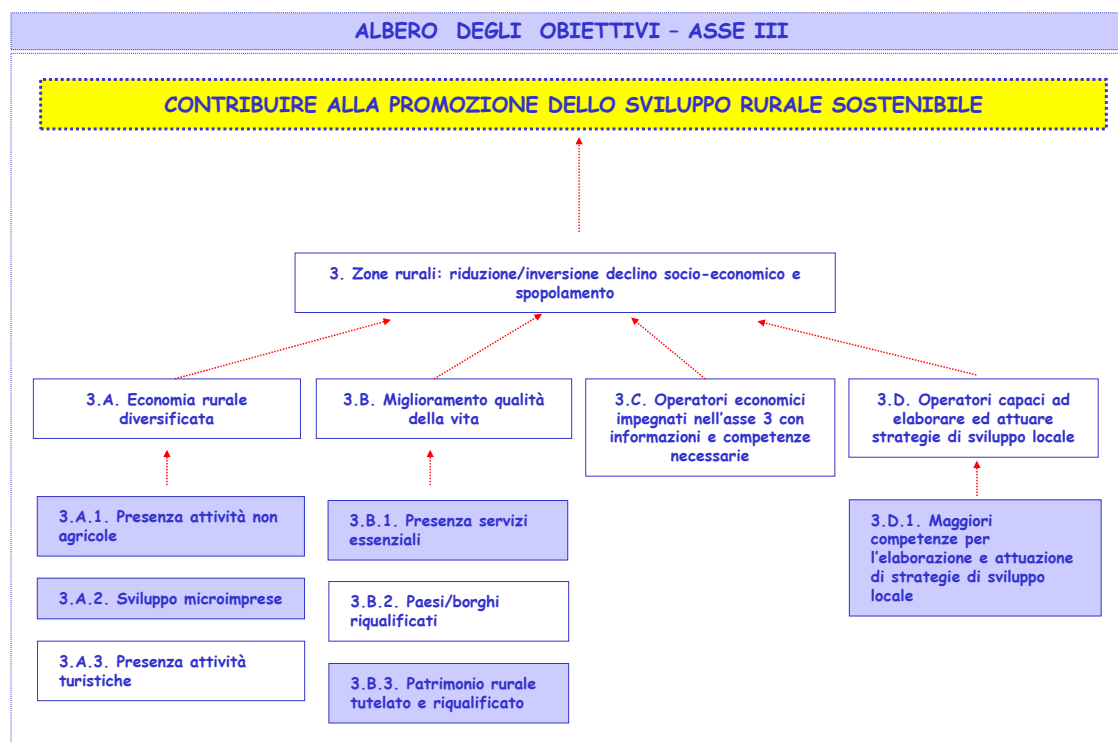 ALBERO DEGLI OBIETTIVI – ASSE III
CONTRIBUIRE ALLA PROMOZIONE DELLO SVILUPPO RURALE SOSTENIBILE
3. Zone rurali: riduzione/inversione declino socio-economico e
spopolamento
3.A. Economia rurale
diversificata
3.B. Miglioramento qualità
della vita
3.C. Operatori economici
impegnati nell'asse 3 con
informazioni e competenze
necessarie
3.D. Operatori capaci ad
elaborare ed attuare
strategie di sviluppo locale
3.A.1. Presenza attività non
agricole
3.A.2. Sviluppo microimprese
3.A.3. Presenza attività
turistiche
3.B.1. Presenza servizi
essenziali
3.B.2. Paesi/borghi
riqualificati
3.B.3. Patrimonio rurale
tutelato e riqualificato
3.D.1. Maggiori
competenze per
l'elaborazione e attuazione
di strategie di sviluppo
locale